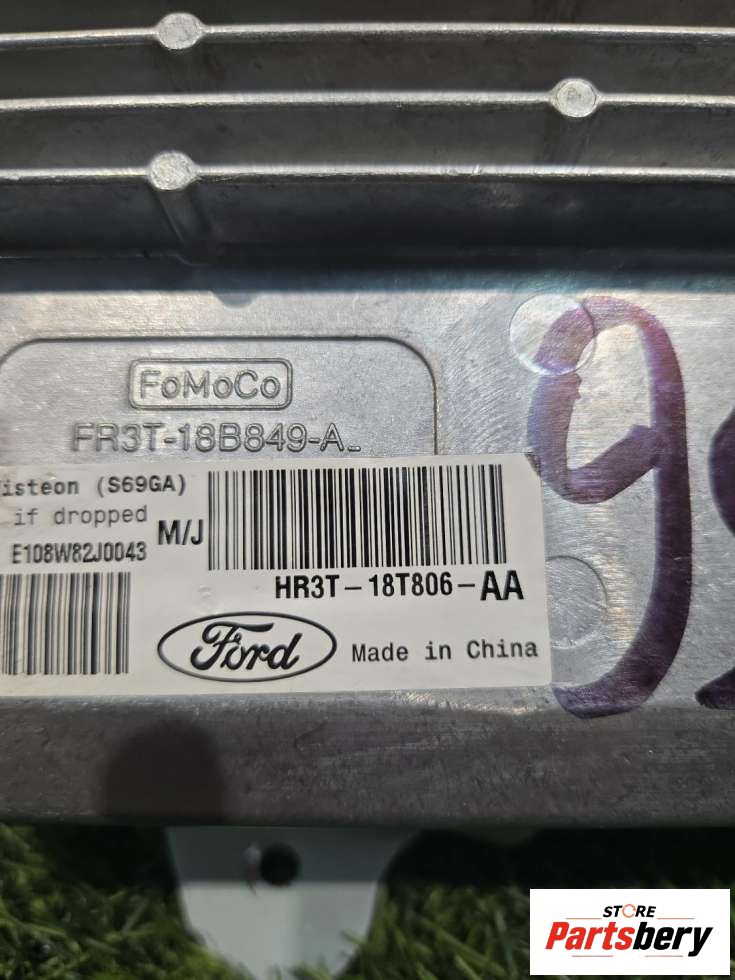 FoMoCo
FR3T-18B849-A
isteon (S69GA)
if dropped
M/J
E108W82J0043
HR3T-18T806-AA
Ford
Made in China
STORE
Partsbery